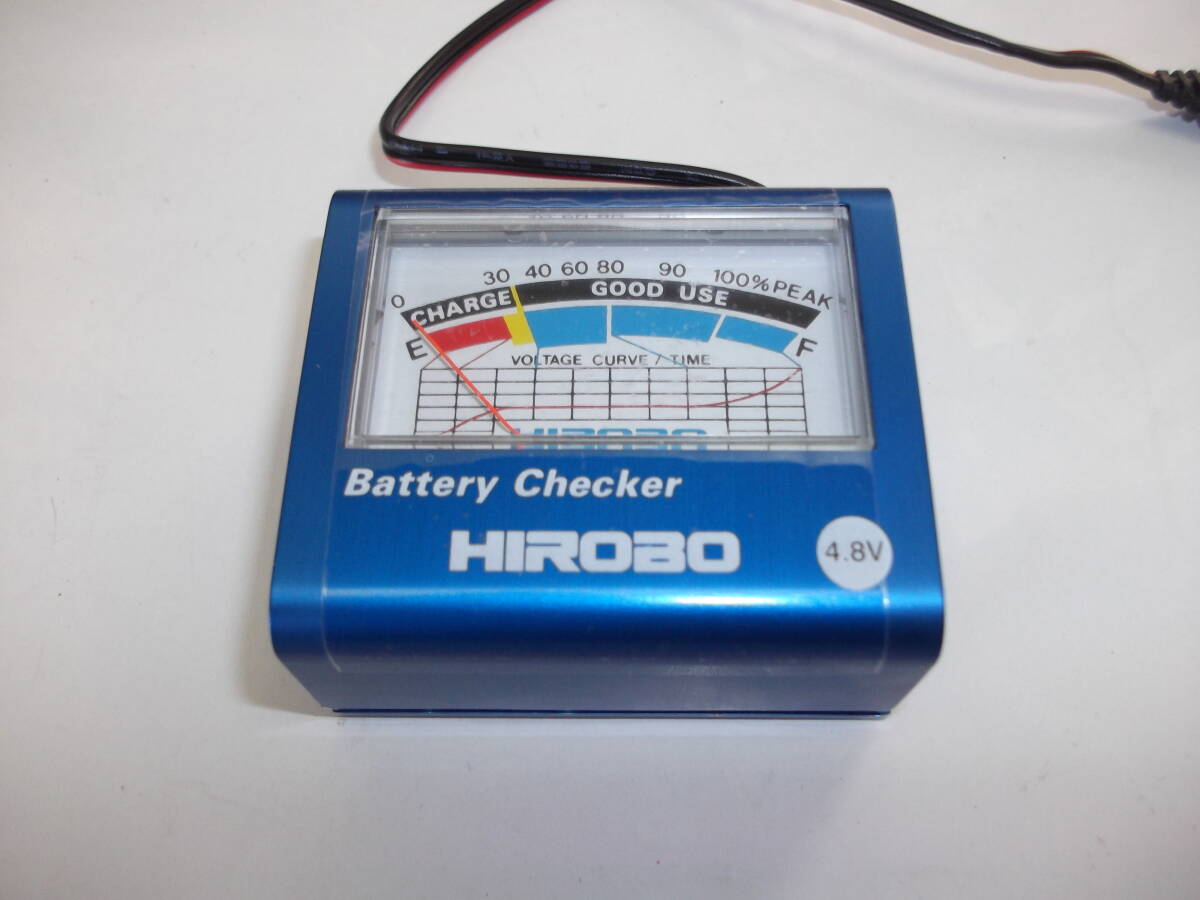 0 30 40 60 80 90 100% PEAK
CHARGE GOOD USE
E F
VOLTAGE CURVE / TIME
HIROBO
Battery Checker
HIROBO
4.8V